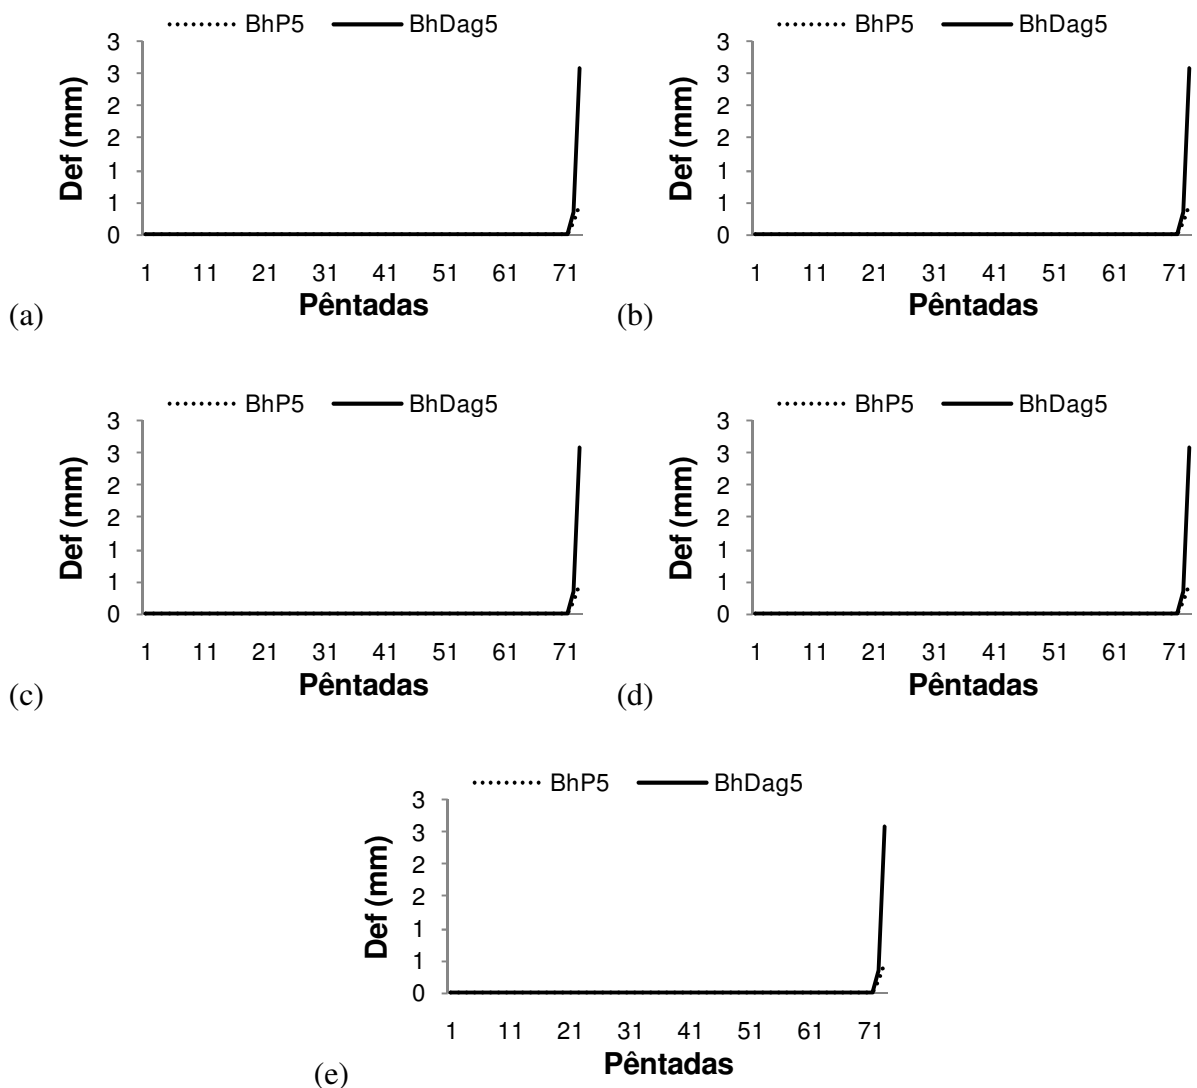 BhP5 BhDag5 BhP5 BhDag5
3 3
3 3
2 2
2 2
1 1
1 1
0 0
Def (mm) Def (mm)
1 11 21 31 41 51 61 71 1 11 21 31 41 51 61 71
Pêntadas Pêntadas
(a) (b)
BhP5 BhDag5 BhP5 BhDag5
3 3
3 3
2 2
2 2
1 1
1 1
0 0
Def (mm) Def (mm)
1 11 21 31 41 51 61 71 1 11 21 31 41 51 61 71
Pêntadas Pêntadas
(c) (d)
BhP5 BhDag5
3
3
2
2
1
1
0
Def (mm)
1 11 21 31 41 51 61 71
Pêntadas
(e)